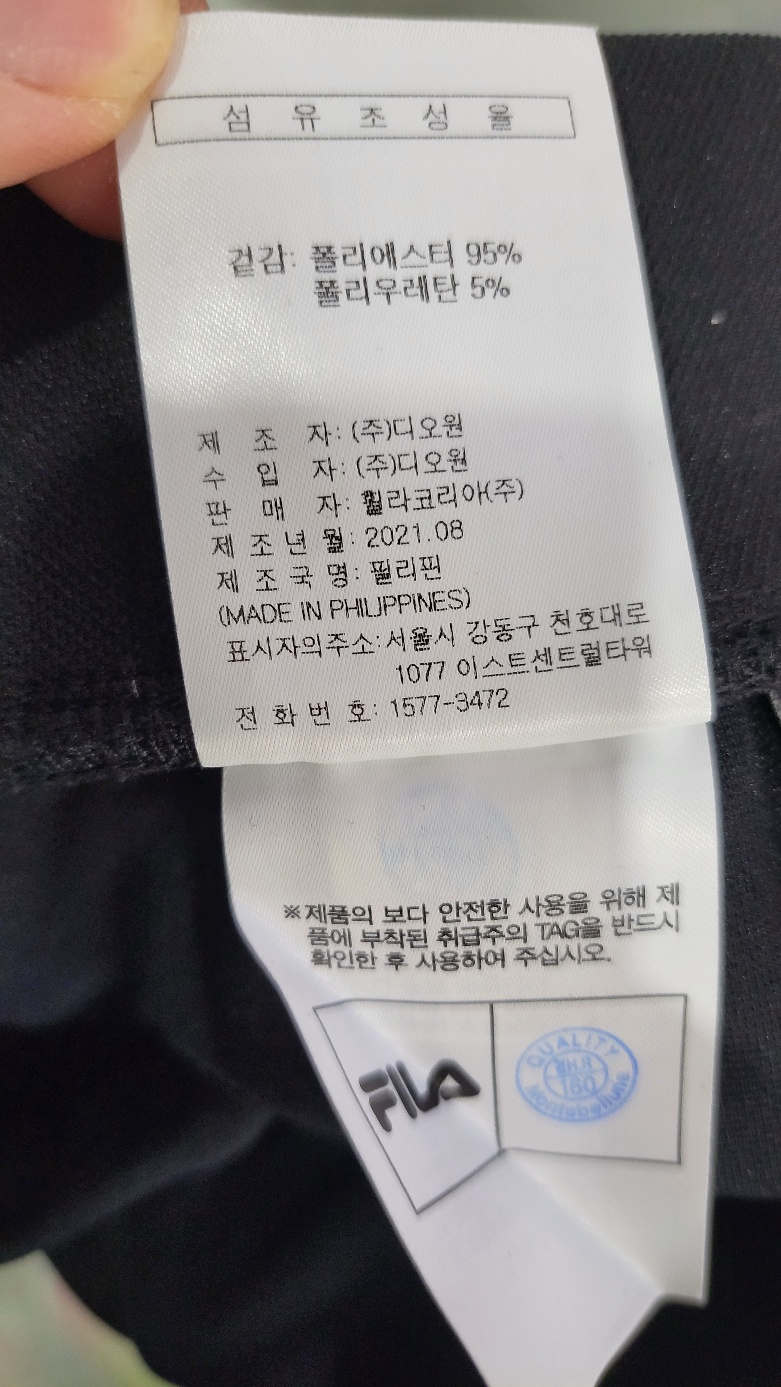 섬 유 조 성 율
겉감: 폴리에스터 95%
폴리우레탄 5%
제 조 자: (주)디오원
수 입 자: (주)디오원
판 매 자: 휠라코리아(주)
제 조 년 월: 2021.08
제 조 국 명: 필리핀
(MADE IN PHILIPPINES)
표시자의주소: 서울시 강동구 천호대로
1077 이스트센트럴타워
전 화 번 호: 1577-3472
※제품의 보다 안전한 사용을 위해 제
품에 부착된 취급주의 TAG을 반드시
확인한 후 사용하여 주십시오.
FILA
QUALITY
160